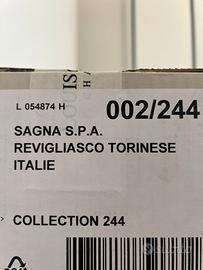 L 054874 H
002/244
SAGNA S.P.A.
REVIGLIASCO TORINESE
ITALIE
COLLECTION 244